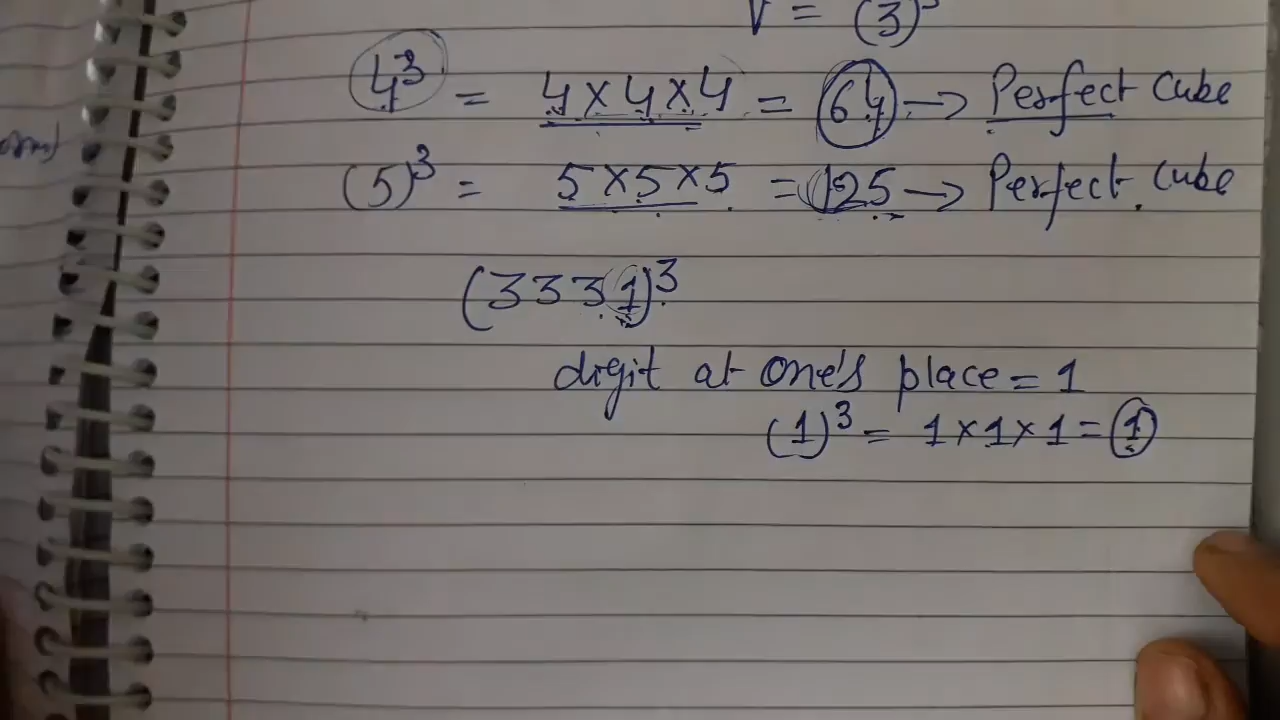 V = (3)³
4³ = 4×4×4 = 64 → Perfect Cube
(5)³ = 5×5×5 = 125 → Perfect. Cube
(3331)³
digit at one's place = 1
(1)³ = 1×1×1 = 1